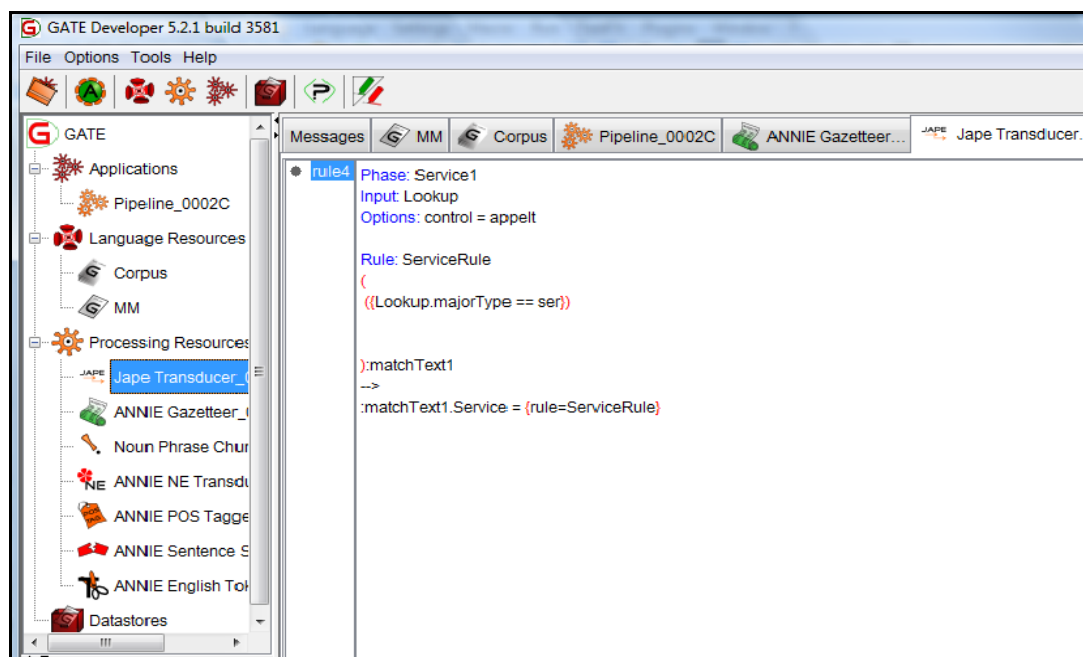 GATE Developer 5.2.1 build 3581
File Options Tools Help
GATE
Applications
Pipeline_0002C
Language Resources
Corpus
MM
Processing Resources
Jape Transducer_
ANNIE Gazetteer_
Noun Phrase Chur
ANNIE NE Transdu
ANNIE POS Tagge
ANNIE Sentence S
ANNIE English Tok
Datastores
Messages MM Corpus Pipeline_0002C ANNIE Gazetteer... JAPE Jape Transducer.
rule4
Phase: Service1
Input: Lookup
Options: control = appelt
Rule: ServiceRule
(
({Lookup.majorType == ser})
):matchText1
-->
:matchText1.Service = {rule=ServiceRule}